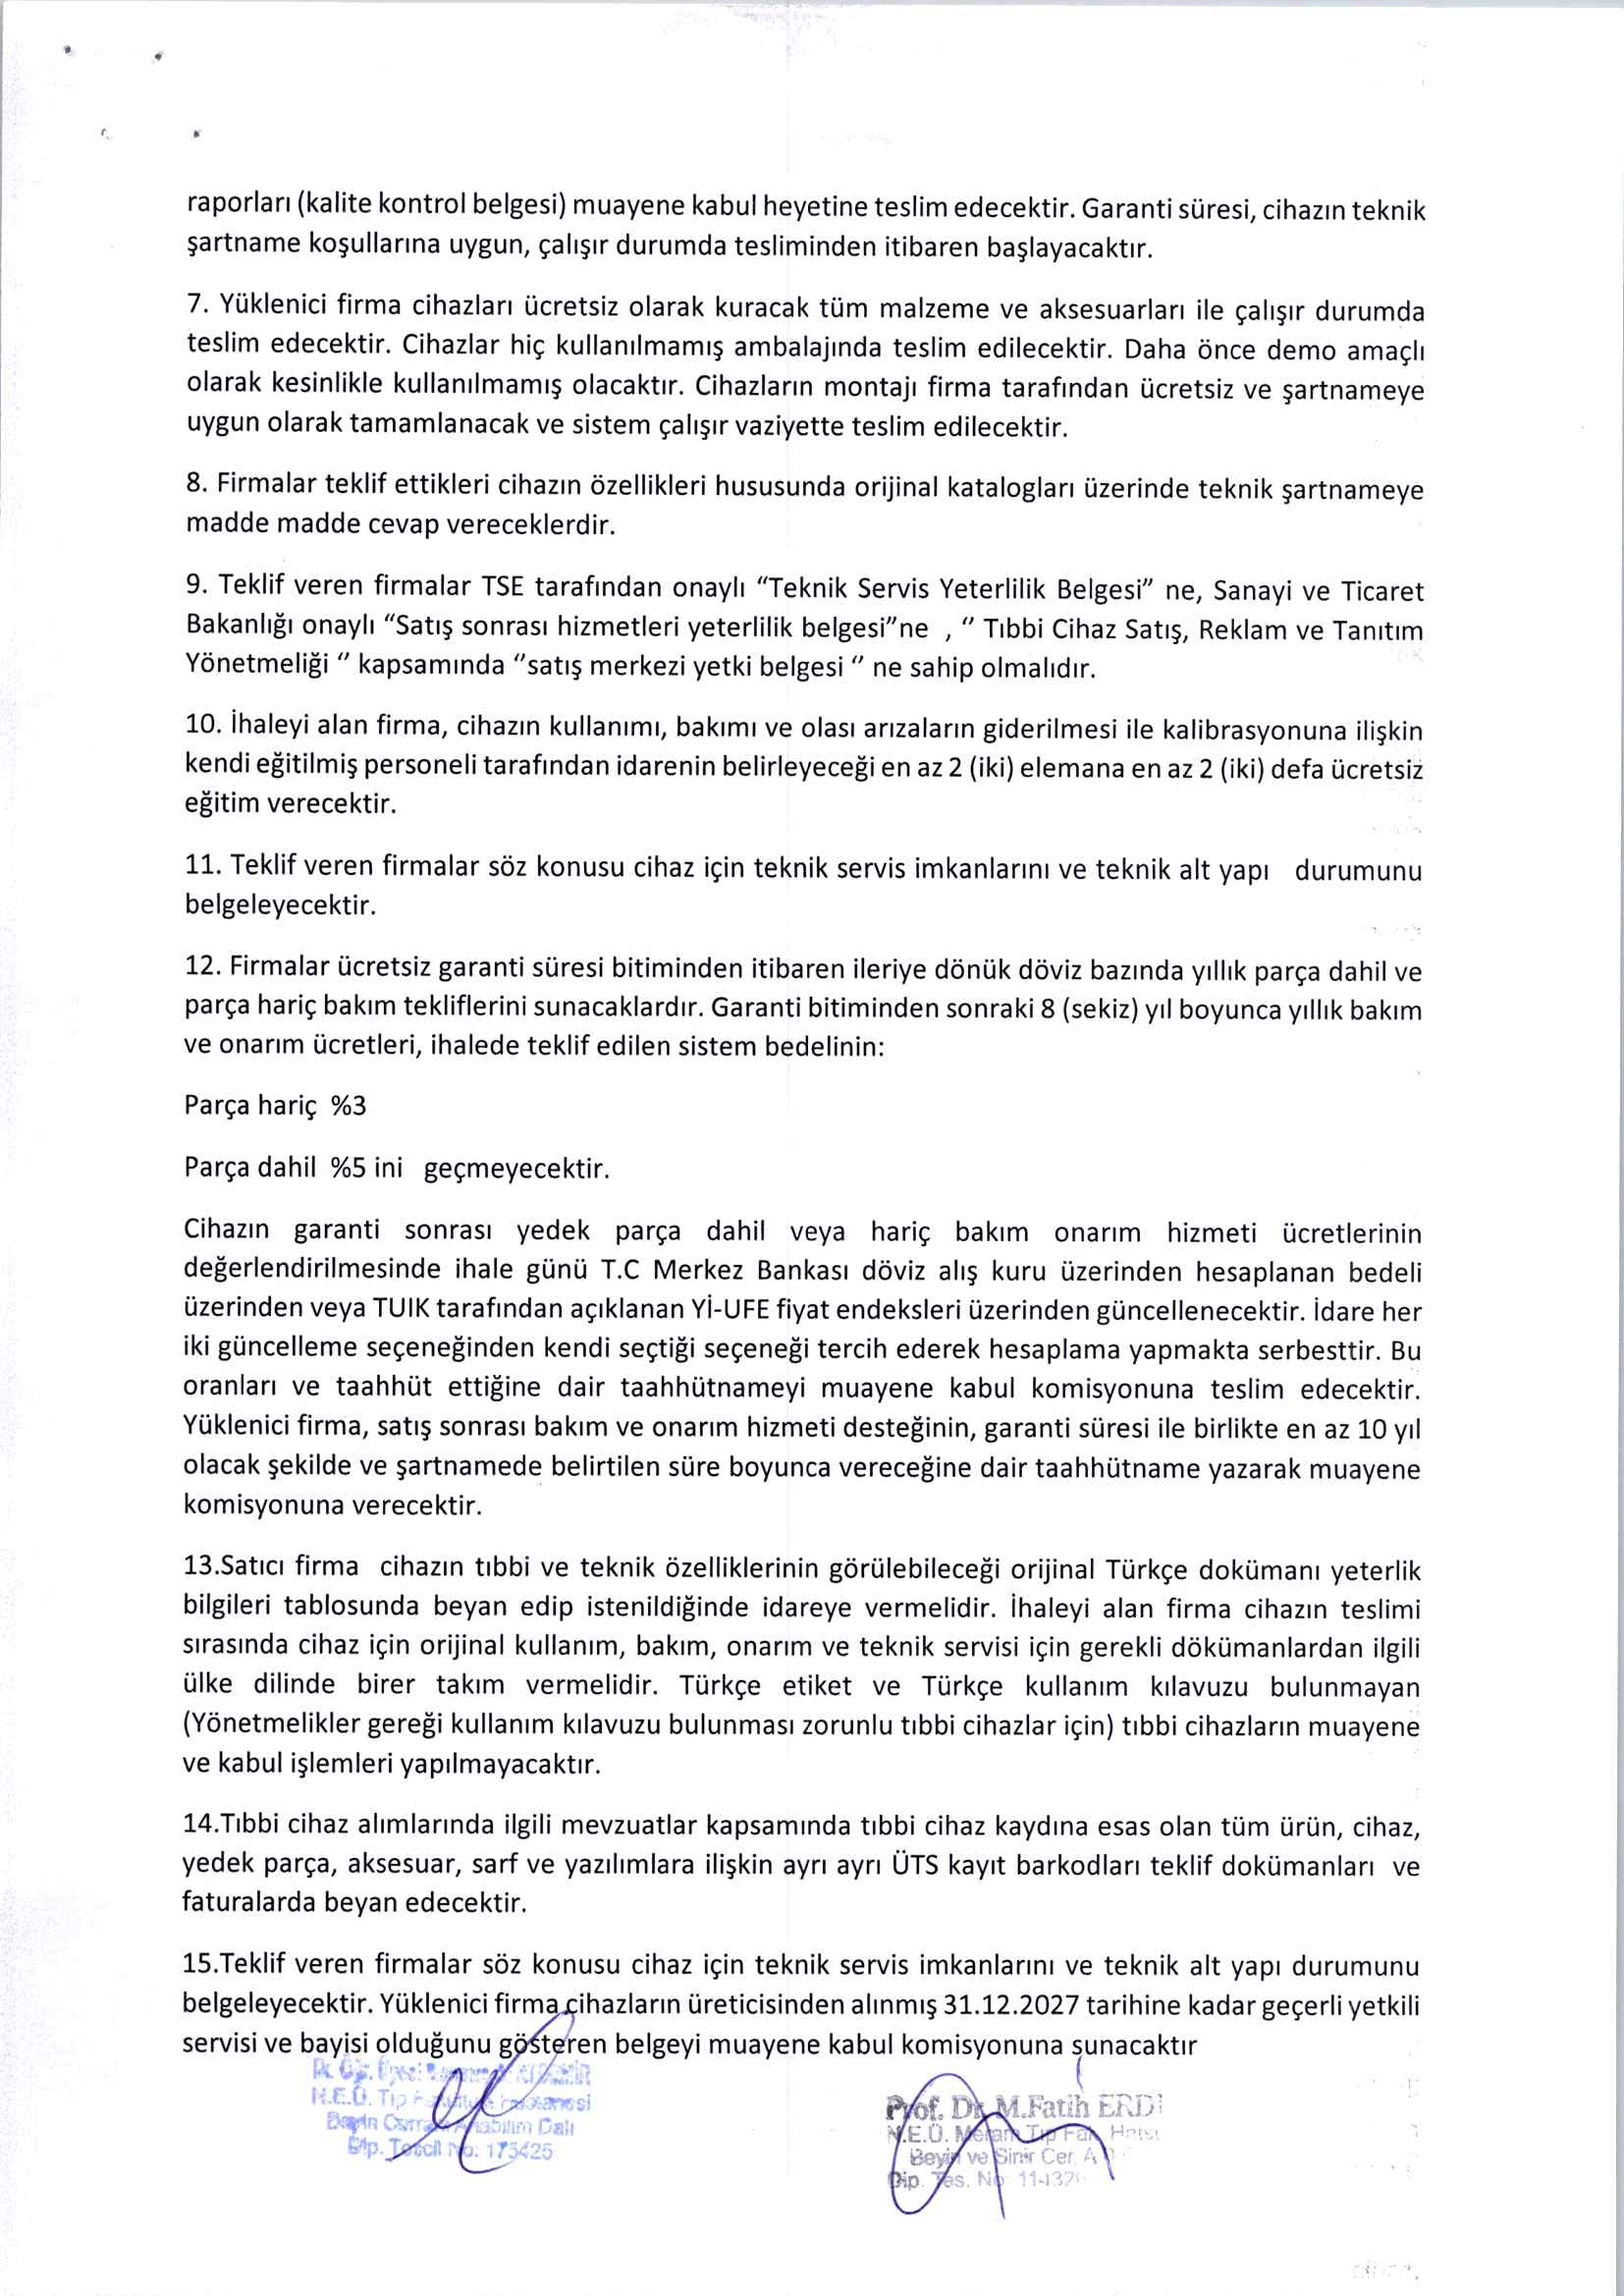 raporları (kalite kontrol belgesi) muayene kabul heyetine teslim edecektir. Garanti süresi, cihazın teknik
şartname koşullarına uygun, çalışır durumda tesliminden itibaren başlayacaktır.
7. Yüklenici firma cihazları ücretsiz olarak kuracak tüm malzeme ve aksesuarları ile çalışır durumda
teslim edecektir. Cihazlar hiç kullanılmamış ambalajında teslim edilecektir. Daha önce demo amaçlı
olarak kesinlikle kullanılmamış olacaktır. Cihazların montajı firma tarafından ücretsiz ve şartnameye
uygun olarak tamamlanacak ve sistem çalışır vaziyette teslim edilecektir.
8. Firmalar teklif ettikleri cihazın özellikleri hususunda orijinal katalogları üzerinde teknik şartnameye
madde madde cevap vereceklerdir.
9. Teklif veren firmalar TSE tarafından onaylı “Teknik Servis Yeterlilik Belgesi” ne, Sanayi ve Ticaret
Bakanlığı onaylı “Satış sonrası hizmetleri yeterlilik belgesi”ne , ‘’ Tıbbi Cihaz Satış, Reklam ve Tanıtım
Yönetmeliği ‘’ kapsamında ‘’satış merkezi yetki belgesi ‘’ ne sahip olmalıdır.
10. İhaleyi alan firma, cihazın kullanımı, bakımı ve olası arızaların giderilmesi ile kalibrasyonuna ilişkin
kendi eğitilmiş personeli tarafından idarenin belirleyeceği en az 2 (iki) elemana en az 2 (iki) defa ücretsiz
eğitim verecektir.
11. Teklif veren firmalar söz konusu cihaz için teknik servis imkanlarını ve teknik alt yapı durumunu
belgeleyecektir.
12. Firmalar ücretsiz garanti süresi bitiminden itibaren ileriye dönük döviz bazında yıllık parça dahil ve
parça hariç bakım tekliflerini sunacaklardır. Garanti bitiminden sonraki 8 (sekiz) yıl boyunca yıllık bakım
ve onarım ücretleri, ihalede teklif edilen sistem bedelinin:
Parça hariç %3
Parça dahil %5 ini geçmeyecektir.
Cihazın garanti sonrası yedek parça dahil veya hariç bakım onarım hizmeti ücretlerinin
değerlendirilmesinde ihale günü T.C Merkez Bankası döviz alış kuru üzerinden hesaplanan bedeli
üzerinden veya TUIK tarafından açıklanan Yİ-UFE fiyat endeksleri üzerinden güncellenecektir. İdare her
iki güncelleme seçeneğinden kendi seçtiği seçeneği tercih ederek hesaplama yapmakta serbesttir. Bu
oranları ve taahhüt ettiğine dair taahhütnameyi muayene kabul komisyonuna teslim edecektir.
Yüklenici firma, satış sonrası bakım ve onarım hizmeti desteğinin, garanti süresi ile birlikte en az 10 yıl
olacak şekilde ve şartnamede belirtilen süre boyunca vereceğine dair taahhütname yazarak muayene
komisyonuna verecektir.
13.Satıcı firma cihazın tıbbi ve teknik özelliklerinin görülebileceği orijinal Türkçe dokümanı yeterlik
bilgileri tablosunda beyan edip istenildiğinde idareye vermelidir. İhaleyi alan firma cihazın teslimi
sırasında cihaz için orijinal kullanım, bakım, onarım ve teknik servisi için gerekli dökümanlardan ilgili
ülke dilinde birer takım vermelidir. Türkçe etiket ve Türkçe kullanım kılavuzu bulunmayan
(Yönetmelikler gereği kullanım kılavuzu bulunması zorunlu tıbbi cihazlar için) tıbbi cihazların muayene
ve kabul işlemleri yapılmayacaktır.
14.Tıbbi cihaz alımlarında ilgili mevzuatlar kapsamında tıbbi cihaz kaydına esas olan tüm ürün, cihaz,
yedek parça, aksesuar, sarf ve yazılımlara ilişkin ayrı ayrı ÜTS kayıt barkodları teklif dokümanları ve
faturalarda beyan edecektir.
15.Teklif veren firmalar söz konusu cihaz için teknik servis imkanlarını ve teknik alt yapı durumunu
belgeleyecektir. Yüklenici firma cihazların üreticisinden alınmış 31.12.2027 tarihine kadar geçerli yetkili
servisi ve bayisi olduğunu gösteren belgeyi muayene kabul komisyonuna sunacaktır
N.E.Ü. Tıp
Beyin Dalı
Dip. Tescil No: 175425
Prof. Dr. M.Fatih ERDİ
N.E.Ü. Meram Tıp Fak.
Beyin ve Sinir Cer. A
Dip. Tes. No